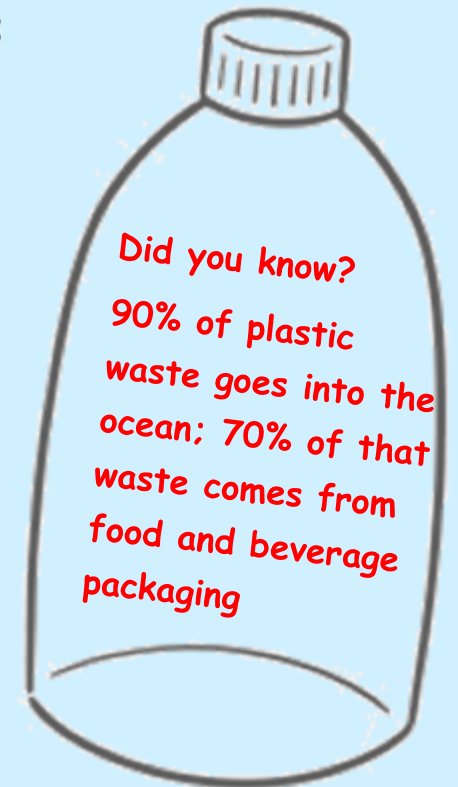 Did you know?
90% of plastic
waste goes into the
ocean; 70% of that
waste comes from
food and beverage
packaging